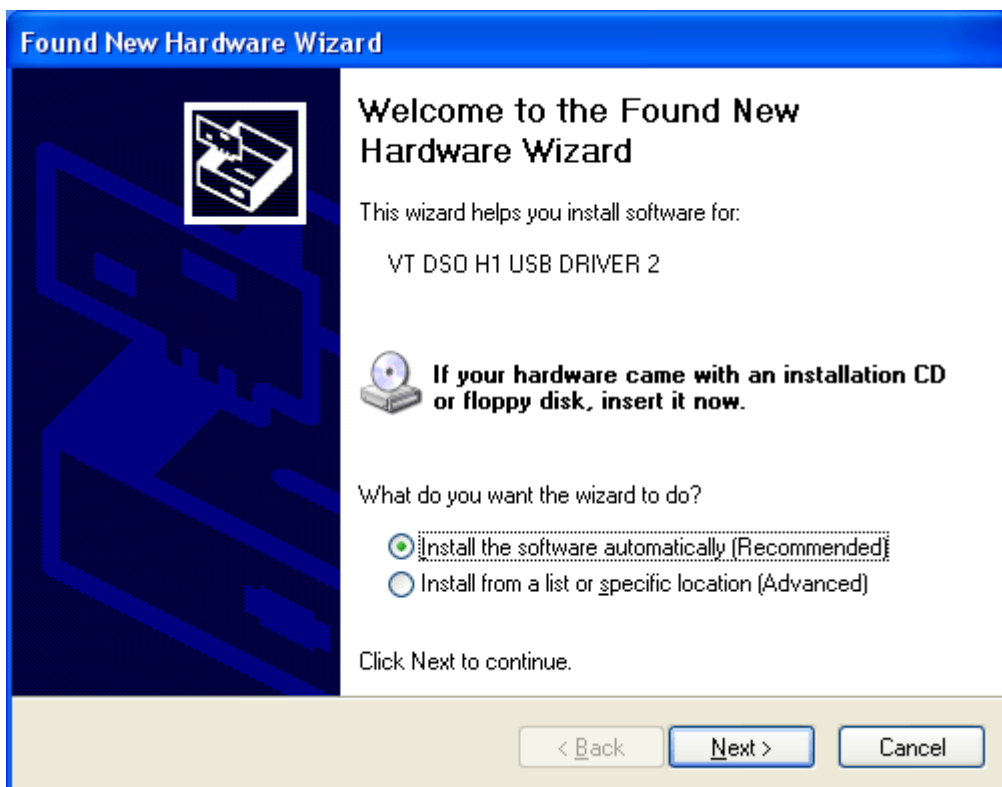 Found New Hardware Wizard
Welcome to the Found New
Hardware Wizard
This wizard helps you install software for:
VT DSO H1 USB DRIVER 2
If your hardware came with an installation CD
or floppy disk, insert it now.
What do you want the wizard to do?
Install the software automatically (Recommended)
Install from a list or specific location (Advanced)
Click Next to continue.
< Back Next > Cancel